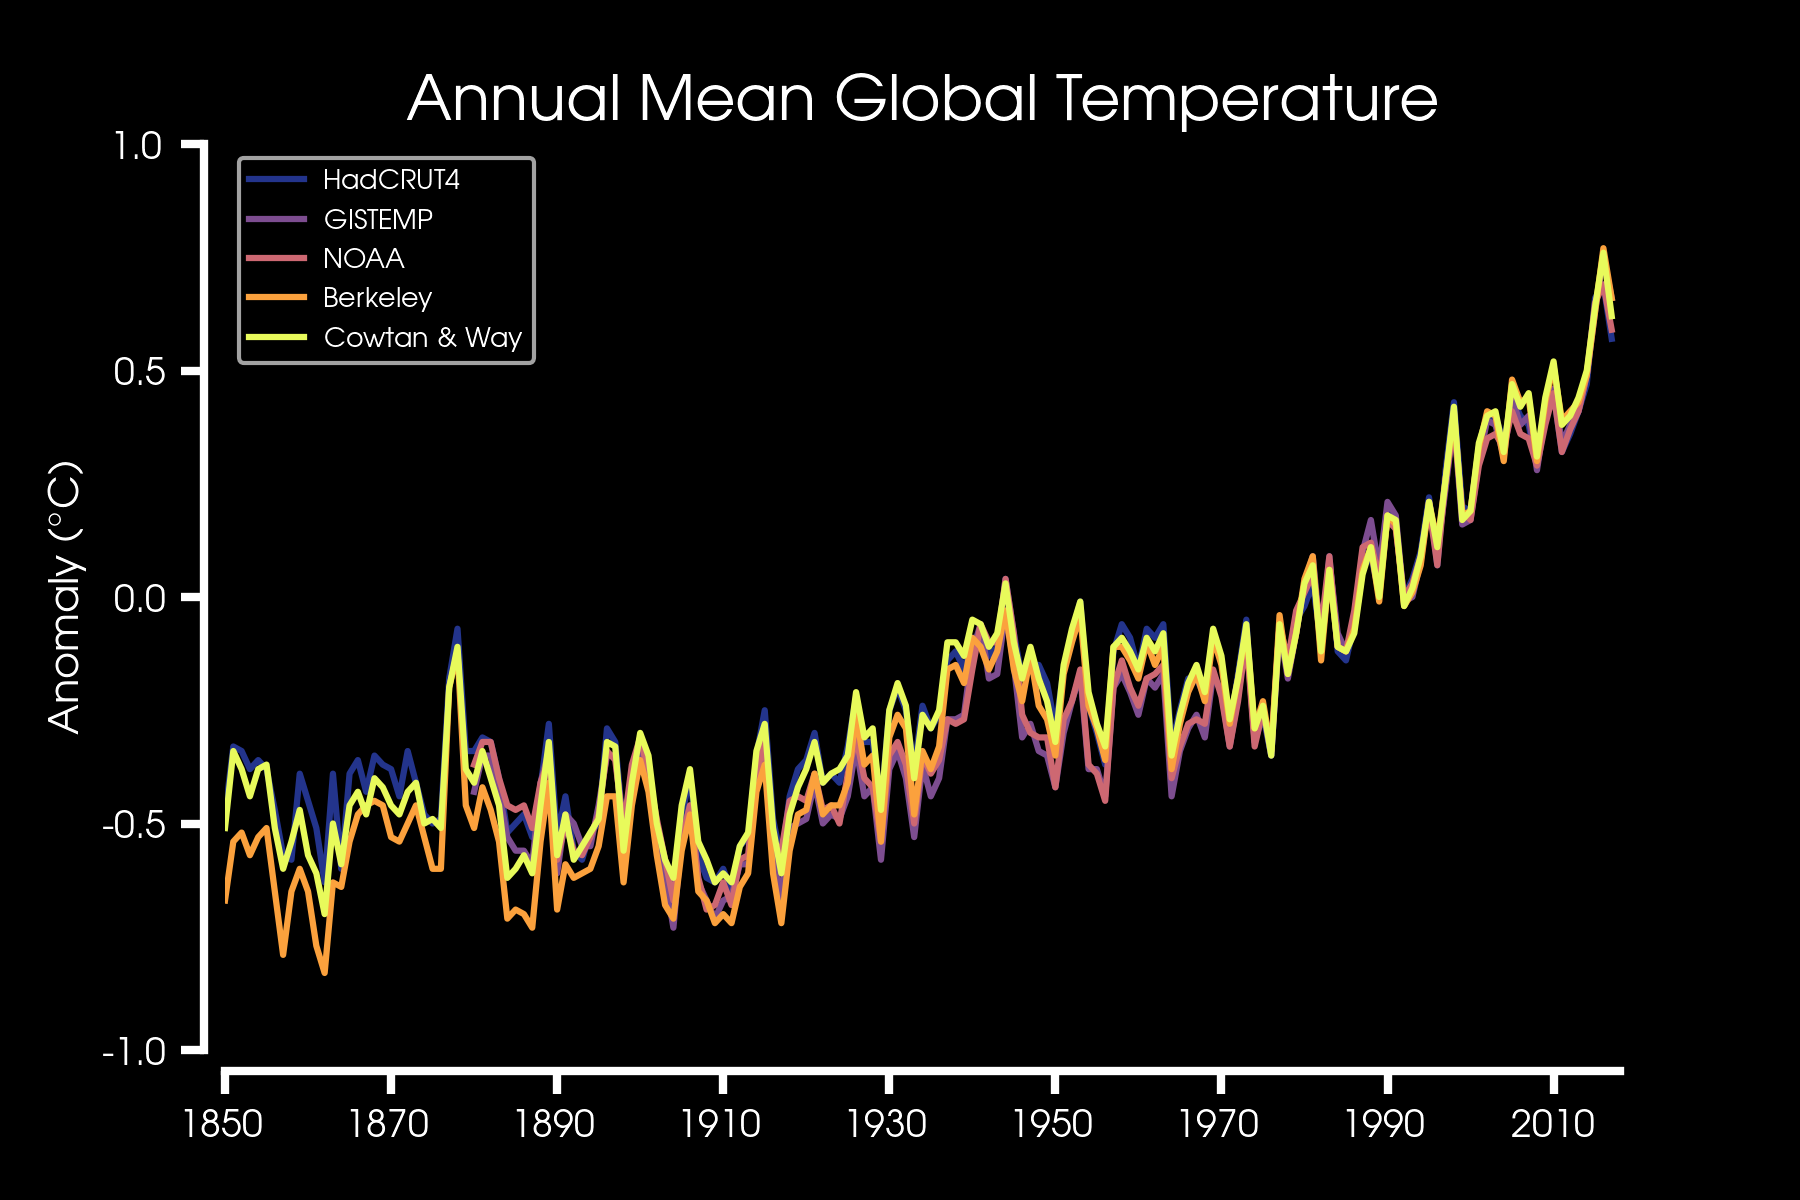 Annual Mean Global Temperature
1.0
HadCRUT4
GISTEMP
NOAA
Berkeley
Cowtan & Way
0.5
Anomaly (°C)
0.0
-0.5
-1.0
1850 1870 1890 1910 1930 1950 1970 1990 2010